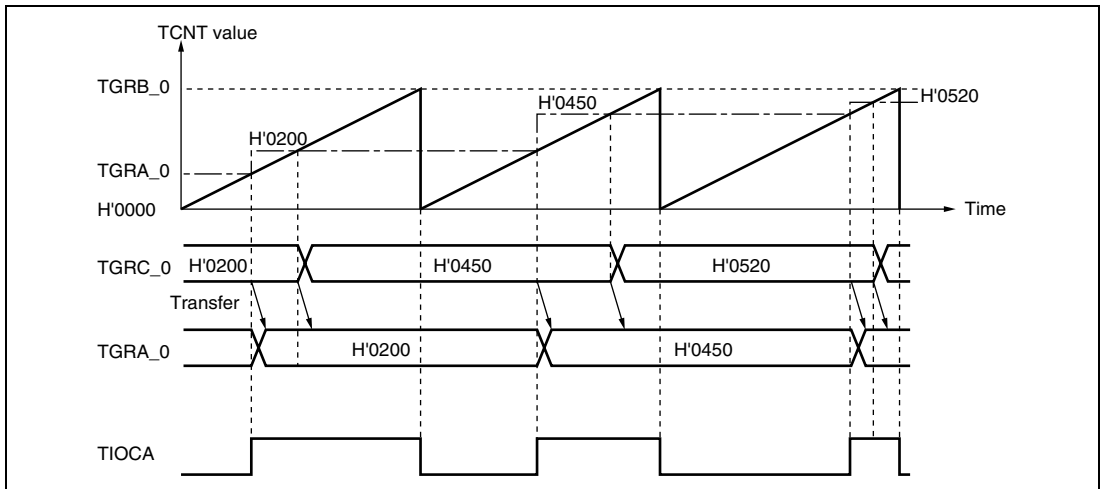 TCNT value
TGRB_0
H'0520
H'0450
H'0200
TGRA_0
H'0000
Time
TGRC_0
H'0200
H'0450
H'0520
Transfer
TGRA_0
H'0200
H'0450
TIOCA